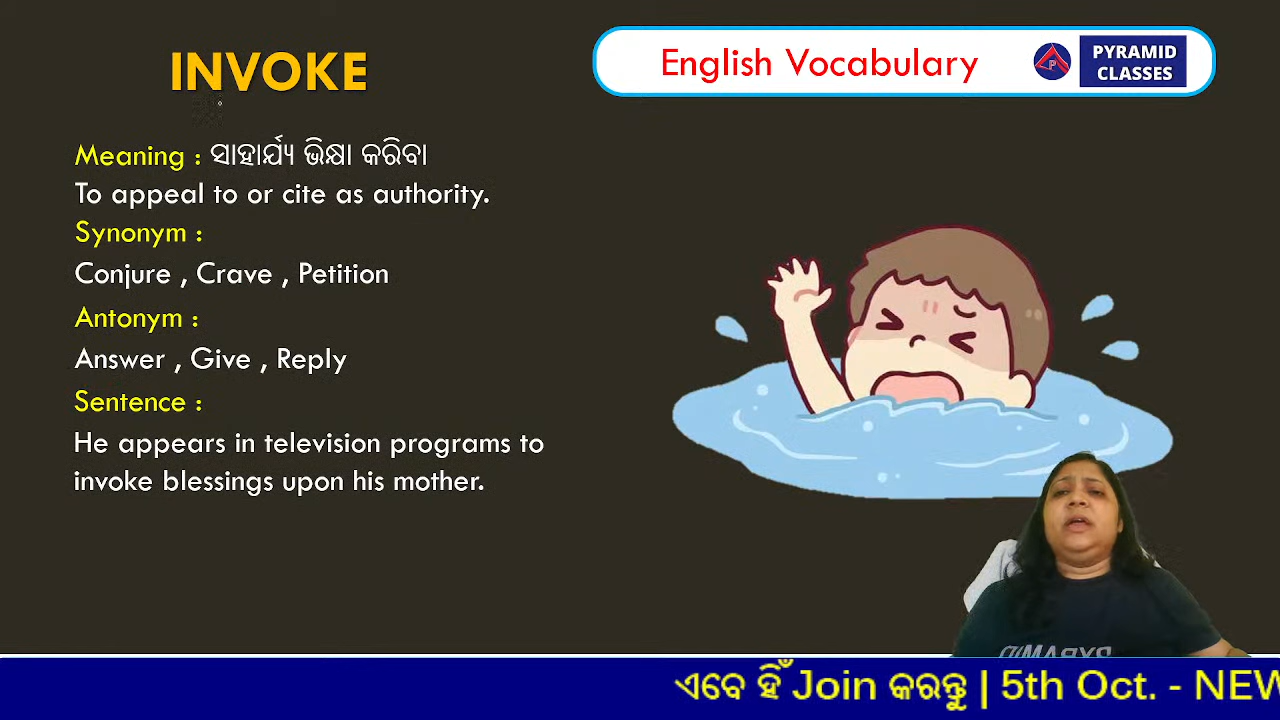 INVOKE
English Vocabulary
PYRAMID
CLASSES
Meaning : ସାହାର୍ଯ୍ୟ ଭିକ୍ଷା କରିବା
To appeal to or cite as authority.
Synonym :
Conjure , Crave , Petition
Antonym :
Answer , Give , Reply
Sentence :
He appears in television programs to
invoke blessings upon his mother.
ଏବେ ହିଁ Join କରନ୍ତୁ | 5th Oct. - NEW